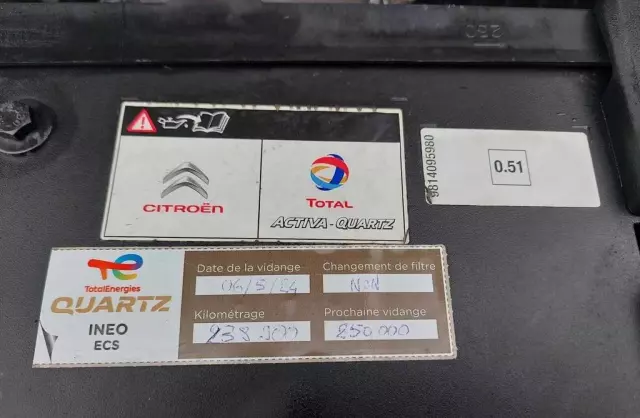 CITROËN
TOTAL
ACTIVA-QUARTZ
9814095980
0.51
TotalEnergies
QUARTZ
INEO
ECS
Date de la vidange
06/5/24
Changement de filtre
NON
Kilométrage
Prochaine vidange
250.000